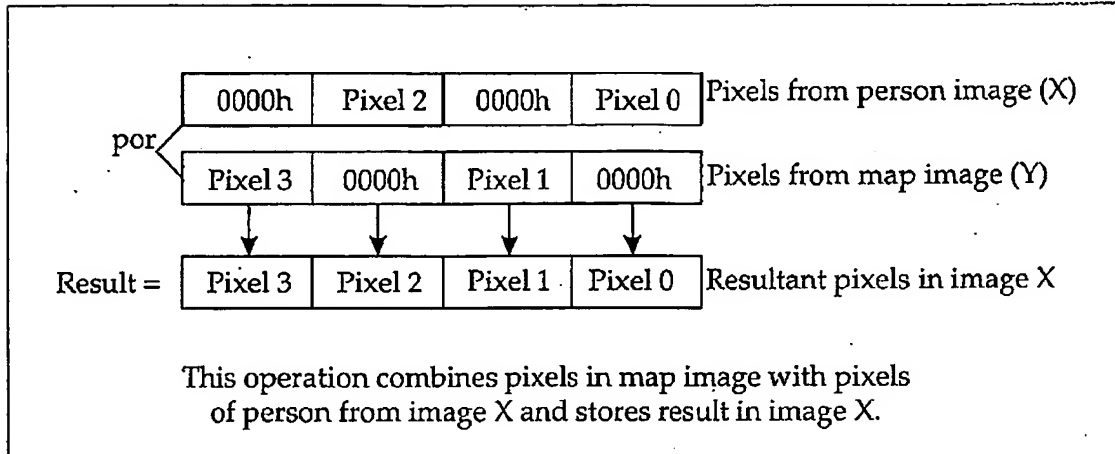 0000h Pixel 2 0000h Pixel 0 Pixels from person image (X)
por
Pixel 3 0000h Pixel 1 0000h Pixels from map image (Y)
Result = Pixel 3 Pixel 2 Pixel 1 Pixel 0 Resultant pixels in image X
This operation combines pixels in map image with pixels
of person from image X and stores result in image X.